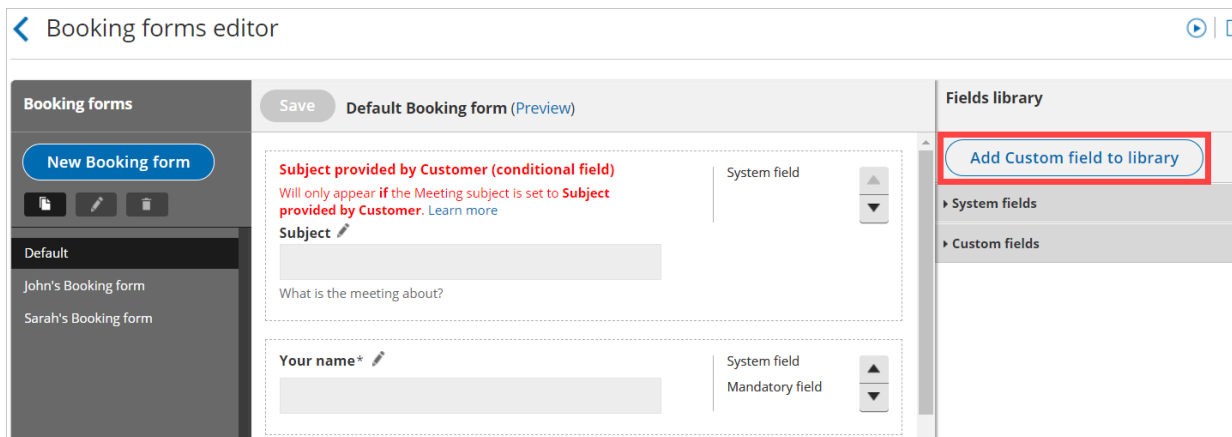 Booking forms editor
Booking forms
New Booking form
Default
John's Booking form
Sarah's Booking form
Save
Default Booking form (Preview)
Subject provided by Customer (conditional field)
Will only appear if the Meeting subject is set to Subject
provided by Customer. Learn more
Subject
What is the meeting about?
System field
Your name*
System field
Mandatory field
Fields library
Add Custom field to library
System fields
Custom fields